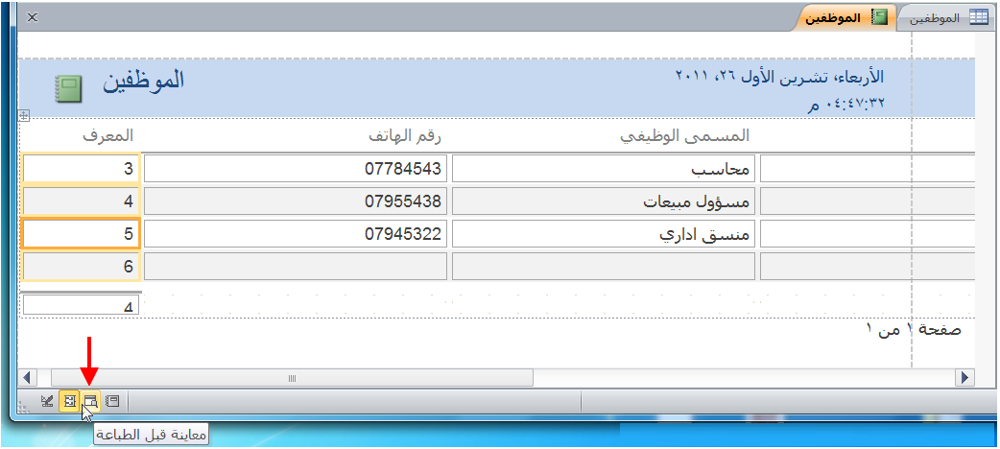 الموظفين
الموظفين
الأربعاء، تشرين الأول ٢٦، ٢٠١١
الموظفين
٠٤:٤٧:٣٢ م
المسمى الوظيفي رقم الهاتف المعرف
محاسب 07784543 3
مسؤول مبيعات 07955438 4
منسق اداري 07945322 5
6
4
صفحة ١ من ١
معاينة قبل الطباعة